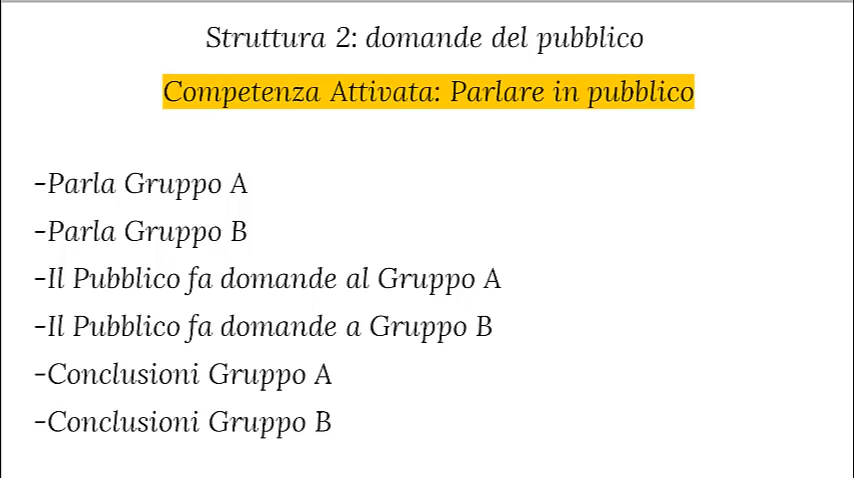 Struttura 2: domande del pubblico
Competenza Attivata: Parlare in pubblico
-Parla Gruppo A
-Parla Gruppo B
-Il Pubblico fa domande al Gruppo A
-Il Pubblico fa domande a Gruppo B
-Conclusioni Gruppo A
-Conclusioni Gruppo B